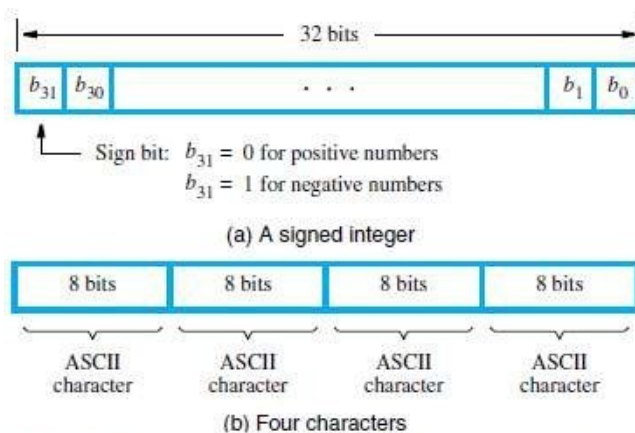 32 bits
b31 b30 . . . b1 b0
Sign bit: b31 = 0 for positive numbers
b31 = 1 for negative numbers
(a) A signed integer
8 bits 8 bits 8 bits 8 bits
ASCII ASCII ASCII ASCII
character character character character
(b) Four characters